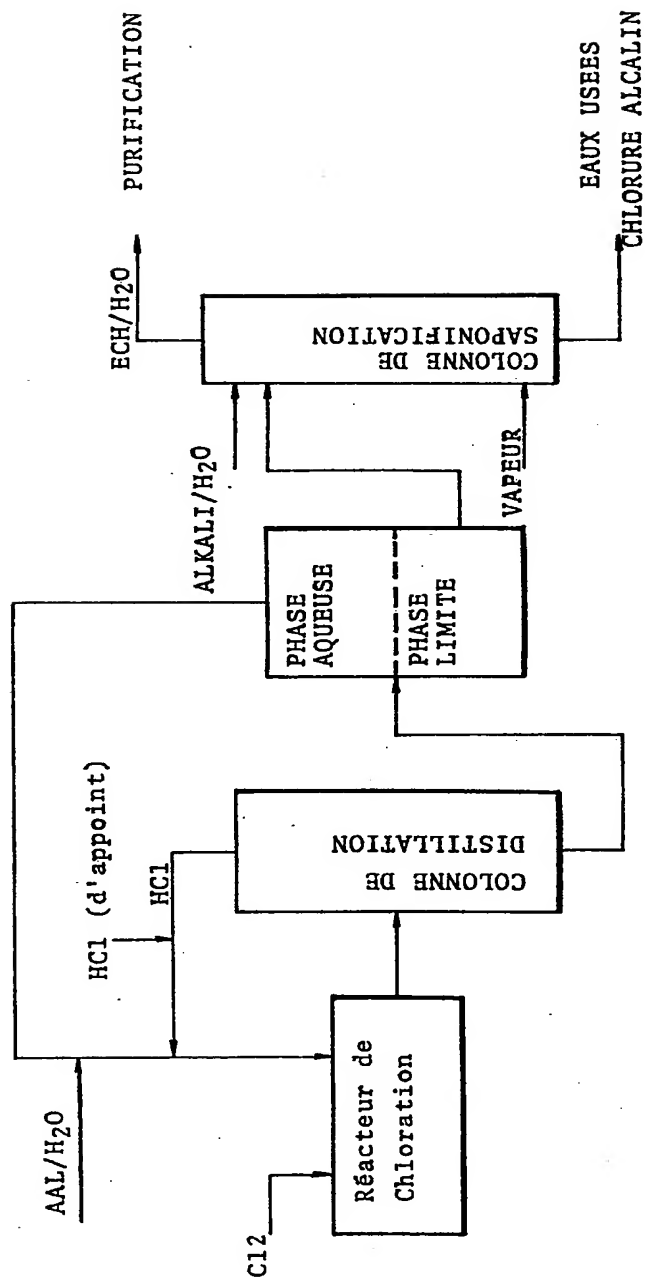 AAL/H2O
Cl2
Réacteur de
Chloration
HCl (d'appoint)
HCl
COLONNE DE
DISTILLATION
PHASE
AQUEUSE
PHASE
LIMITE
ALKALI/H2O
VAPEUR
COLONNE DE
SAPONIFICATION
ECH/H2O
PURIFICATION
EAUX USEES
CHLORURE ALCALIN